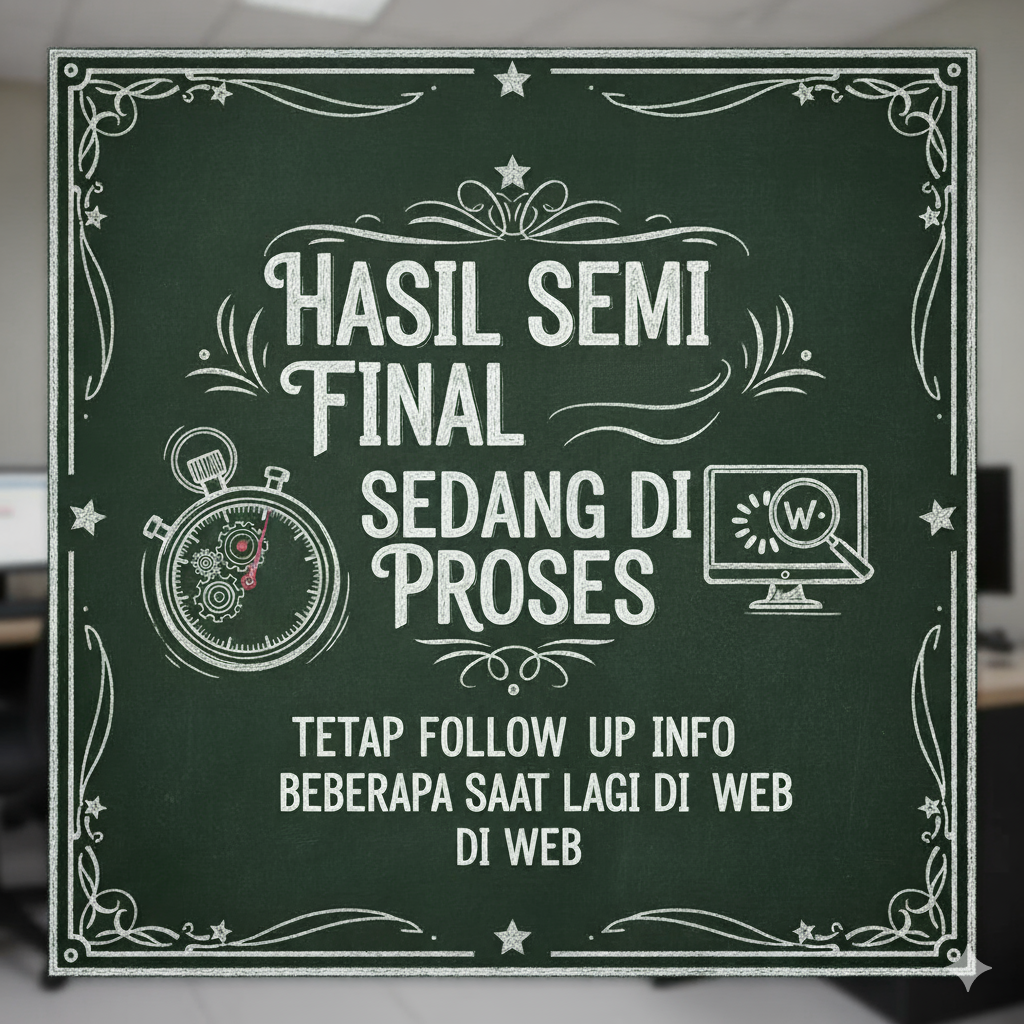 HASIL SEMI
FINAL
SEDANG DI
PROSES
W.
TETAP FOLLOW UP INFO
BEBERAPA SAAT LAGI DI WEB
DI WEB